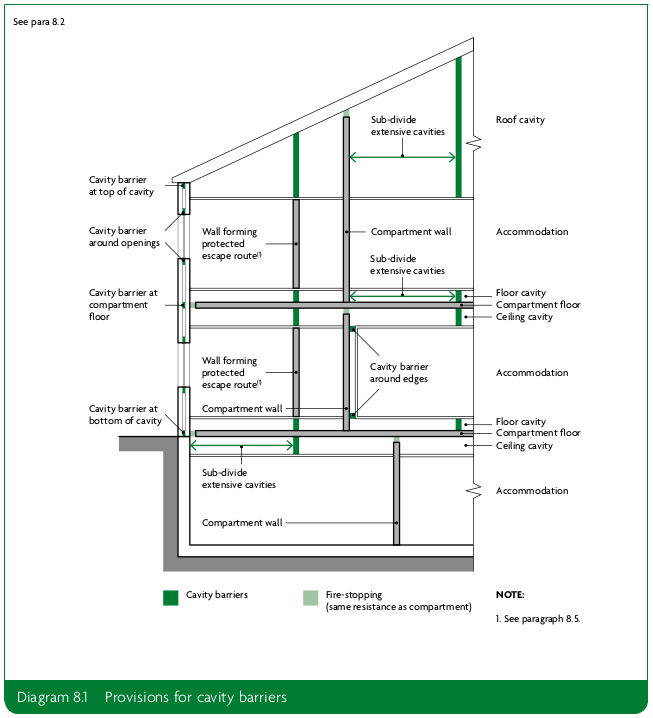 See para 8.2
Sub-divide
extensive cavities
Roof cavity
Cavity barrier
at top of cavity
Cavity barrier
around openings
Wall forming
protected
escape route(1)
Compartment wall
Accommodation
Sub-divide
extensive cavities
Cavity barrier at
compartment
floor
Floor cavity
Compartment floor
Ceiling cavity
Wall forming
protected
escape route(1)
Cavity barrier
around edges
Accommodation
Cavity barrier at
bottom of cavity
Compartment wall
Floor cavity
Compartment floor
Ceiling cavity
Sub-divide
extensive cavities
Accommodation
Compartment wall
Cavity barriers
Fire-stopping
(same resistance as compartment)
NOTE:
1. See paragraph 8.5.
Diagram 8.1 Provisions for cavity barriers